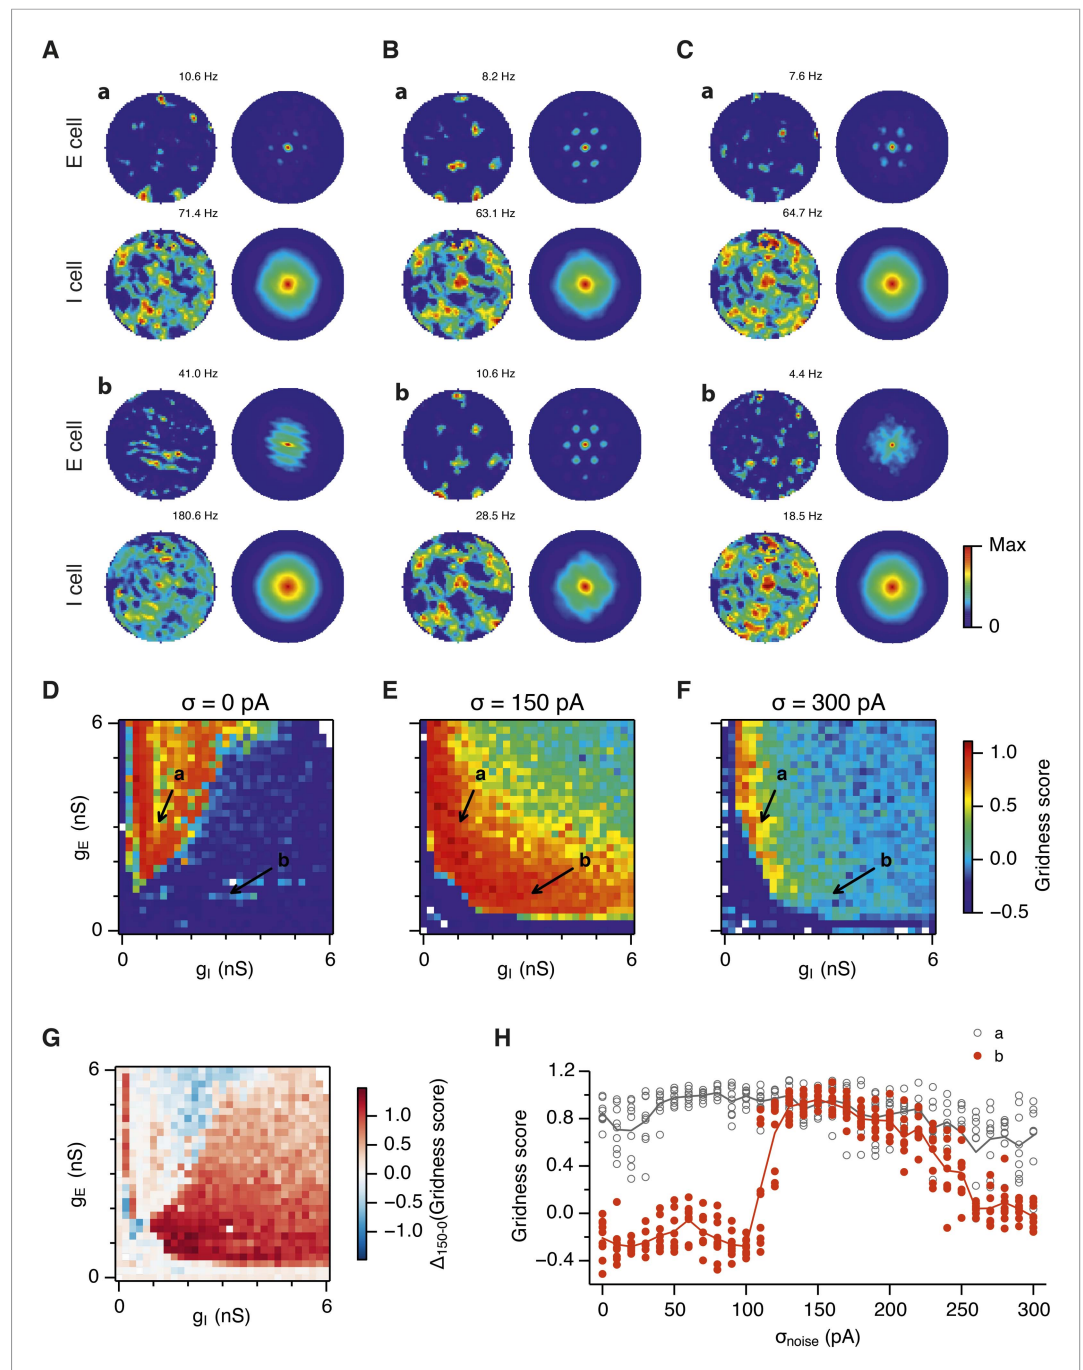 A B C
10.6 Hz 8.2 Hz 7.6 Hz
a a a
E cell
71.4 Hz 63.1 Hz 64.7 Hz
I cell
41.0 Hz 10.6 Hz 4.4 Hz
b b b
E cell
180.6 Hz 28.5 Hz 18.5 Hz
I cell
Max
0
D E F
σ = 0 pA σ = 150 pA σ = 300 pA
6
a a a
b b b
gE (nS)
0
0 6 0 6 0 6
gI (nS) gI (nS) gI (nS)
1.0
0.5
0.0
−0.5
Gridness score
G
6
gE (nS)
0
0 6
gI (nS)
1.0
0.5
0.0
−0.5
−1.0
Δ150-0(Gridness score)
H
a
b
1.2
0.8
0.4
0.0
−0.4
Gridness score
0 50 100 150 200 250 300
σnoise (pA)